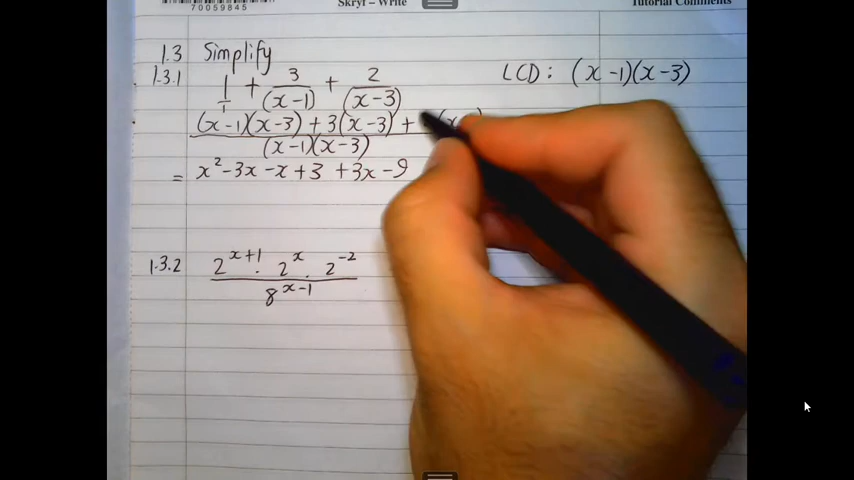 70059845 Skryf – Write Tutorial Comments
1.3 Simplify
1.3.1 1/1 + 3/(x-1) + 2/(x-3) LCD: (x-1)(x-3)
(x-1)(x-3) + 3(x-3) +
(x-1)(x-3)
= x² - 3x - x + 3 + 3x - 9
1.3.2 2^(x+1) . 2^x . 2^(-2)
8^(x-1)